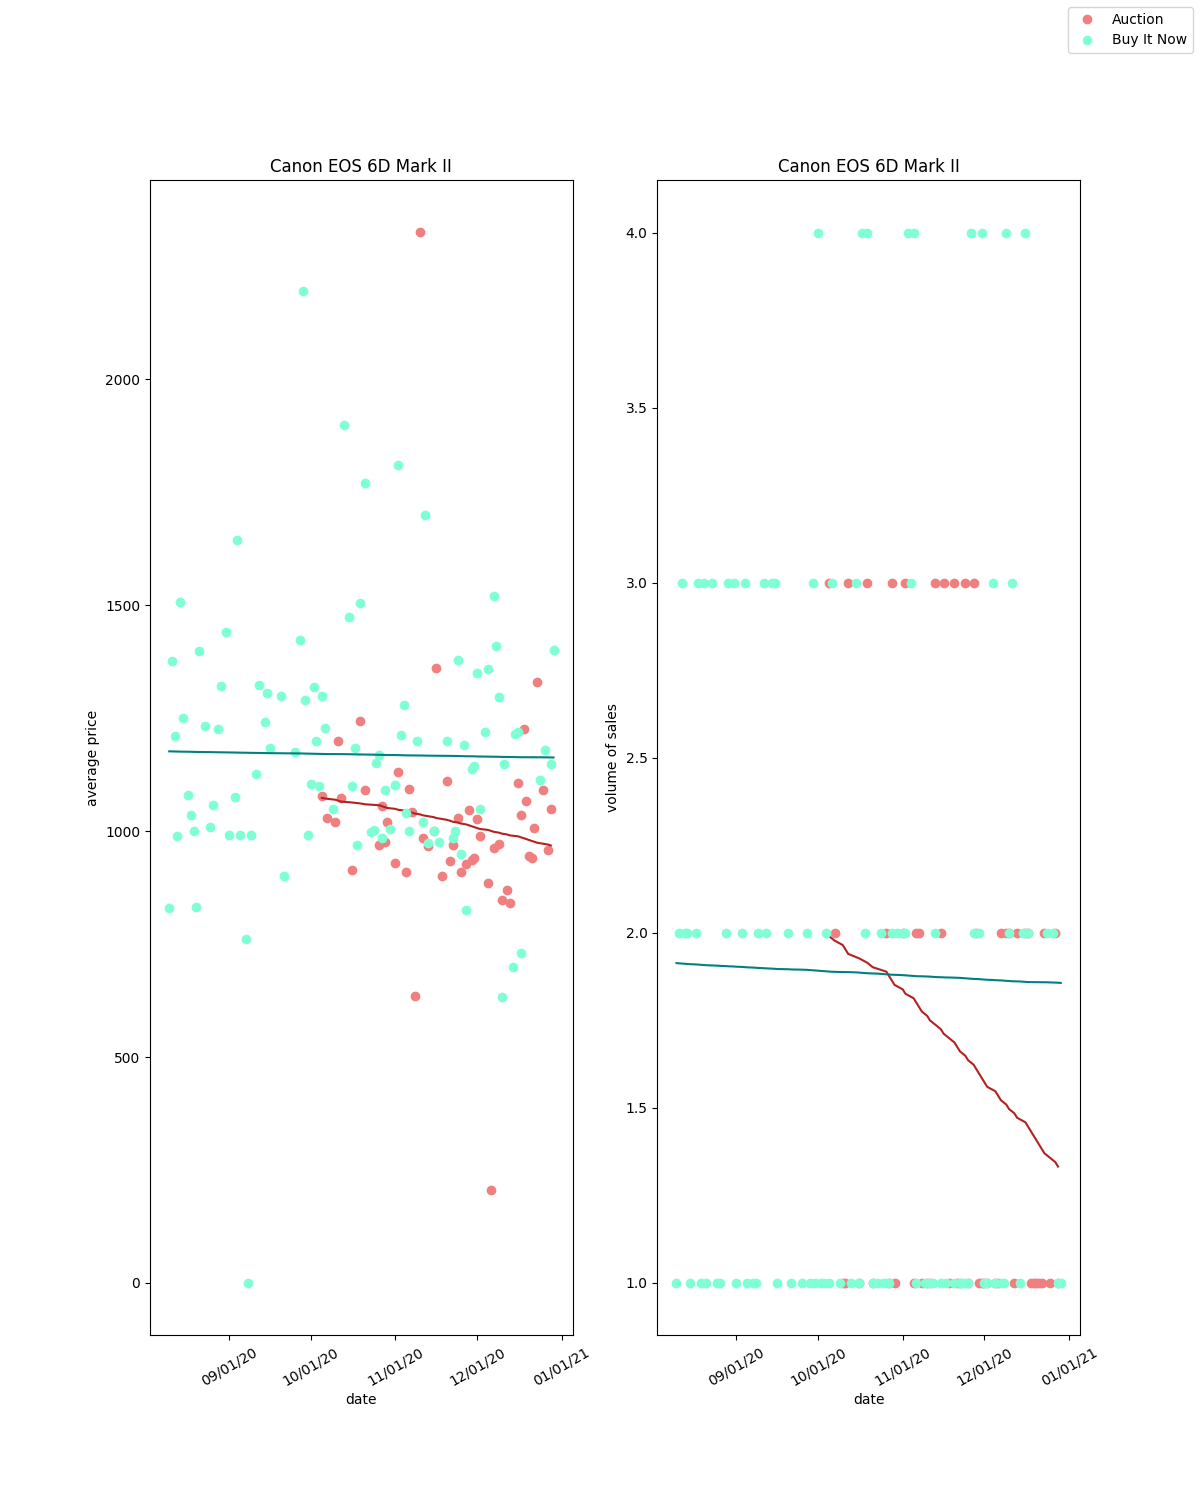 Auction
Buy It Now
Canon EOS 6D Mark II
average price
2000
1500
1000
500
0
09/01/20
10/01/20
11/01/20
12/01/20
01/01/21
date
Canon EOS 6D Mark II
volume of sales
4.0
3.5
3.0
2.5
2.0
1.5
1.0
09/01/20
10/01/20
11/01/20
12/01/20
01/01/21
date